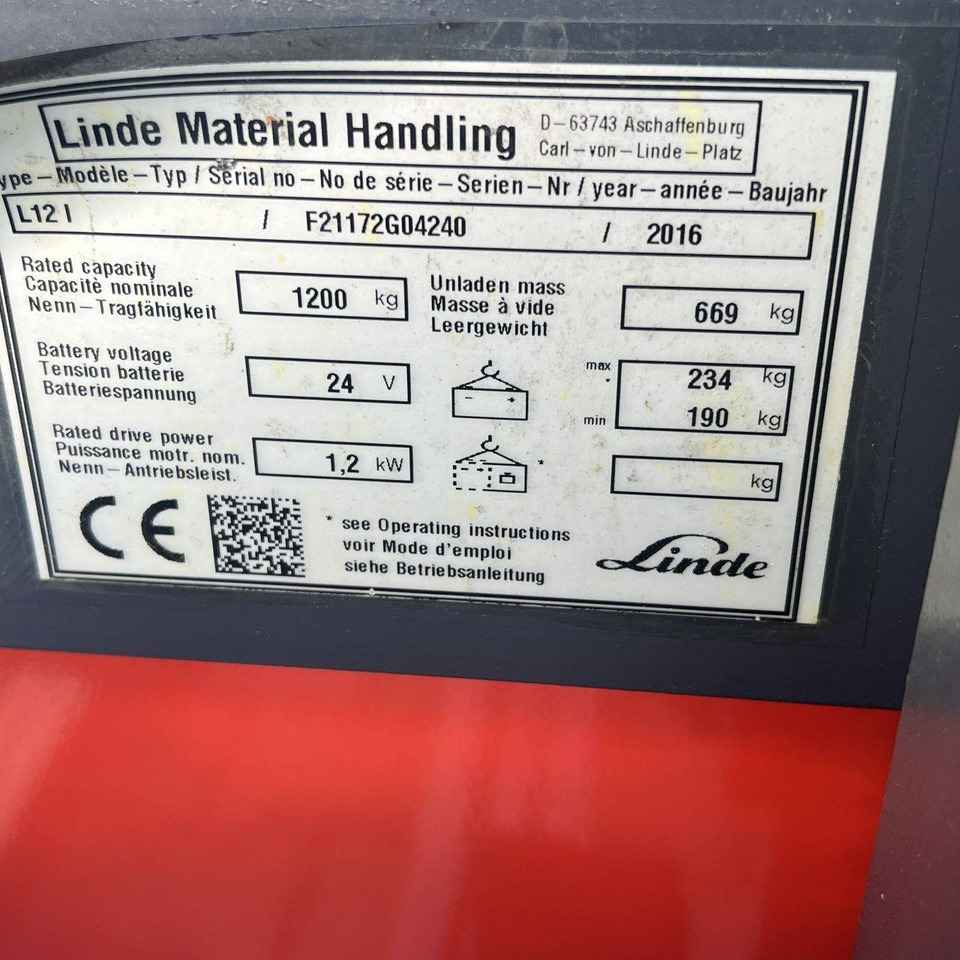 Linde Material Handling
D-63743 Aschaffenburg
Carl-von-Linde-Platz
ype-Modèle-Typ / Serial no-No de série-Serien-Nr / year-année-Baujahr
L12 I / F21172G04240 / 2016
Rated capacity
Capacitè nominale
Nenn-Tragfähigkeit
1200 kg
Unladen mass
Masse à vide
Leergewicht
669 kg
Battery voltage
Tension batterie
Batteriespannung
24 V
- +
max
*
234 kg
min
190 kg
Rated drive power
Puissance motr. nom.
Nenn-Antriebsleist.
1,2 kW
*
kg
CE
* see Operating instructions
voir Mode d'emploi
siehe Betriebsanleitung
Linde